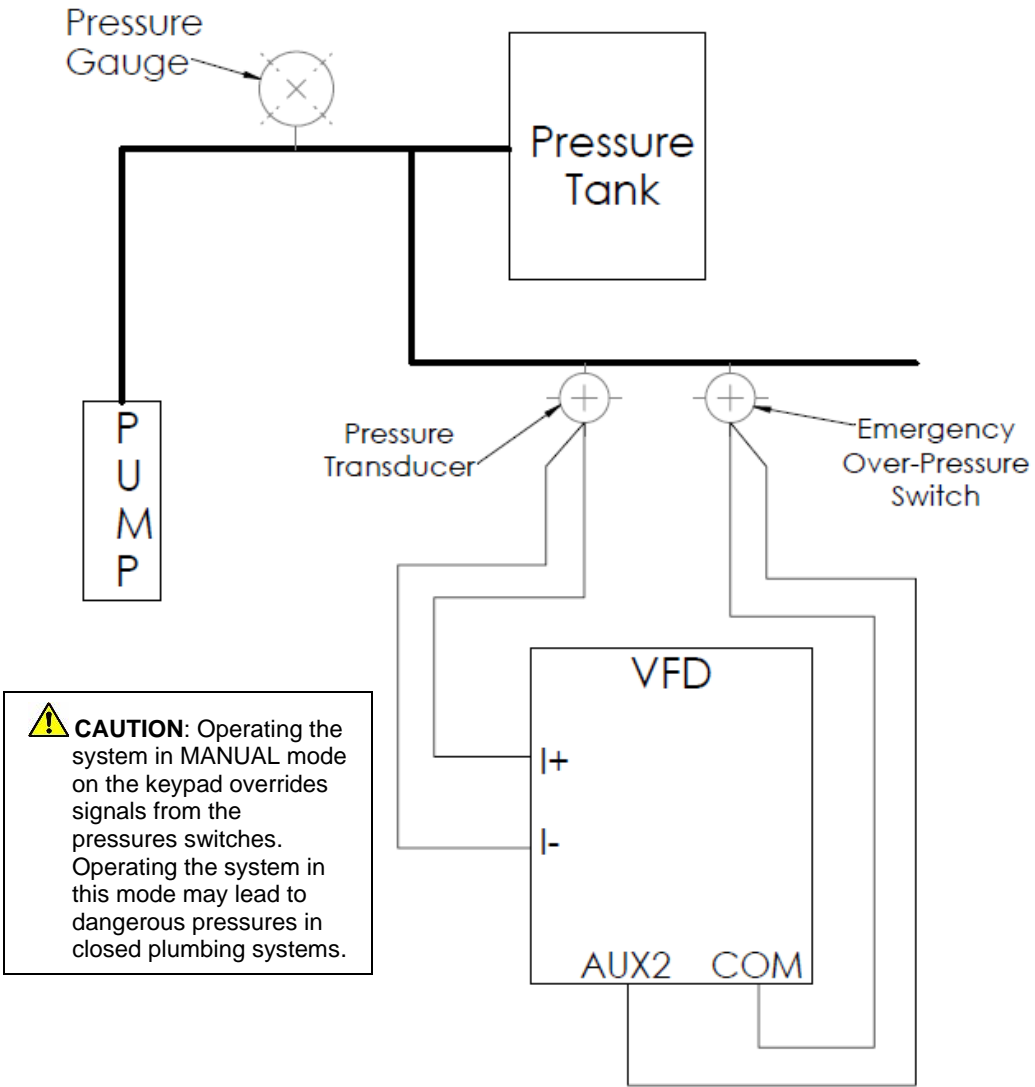 Pressure
Gauge
Pressure
Tank
P
U
M
P
Pressure
Transducer
Emergency
Over-Pressure
Switch
VFD
I+
I-
AUX2 COM
CAUTION: Operating the
system in MANUAL mode
on the keypad overrides
signals from the
pressures switches.
Operating the system in
this mode may lead to
dangerous pressures in
closed plumbing systems.